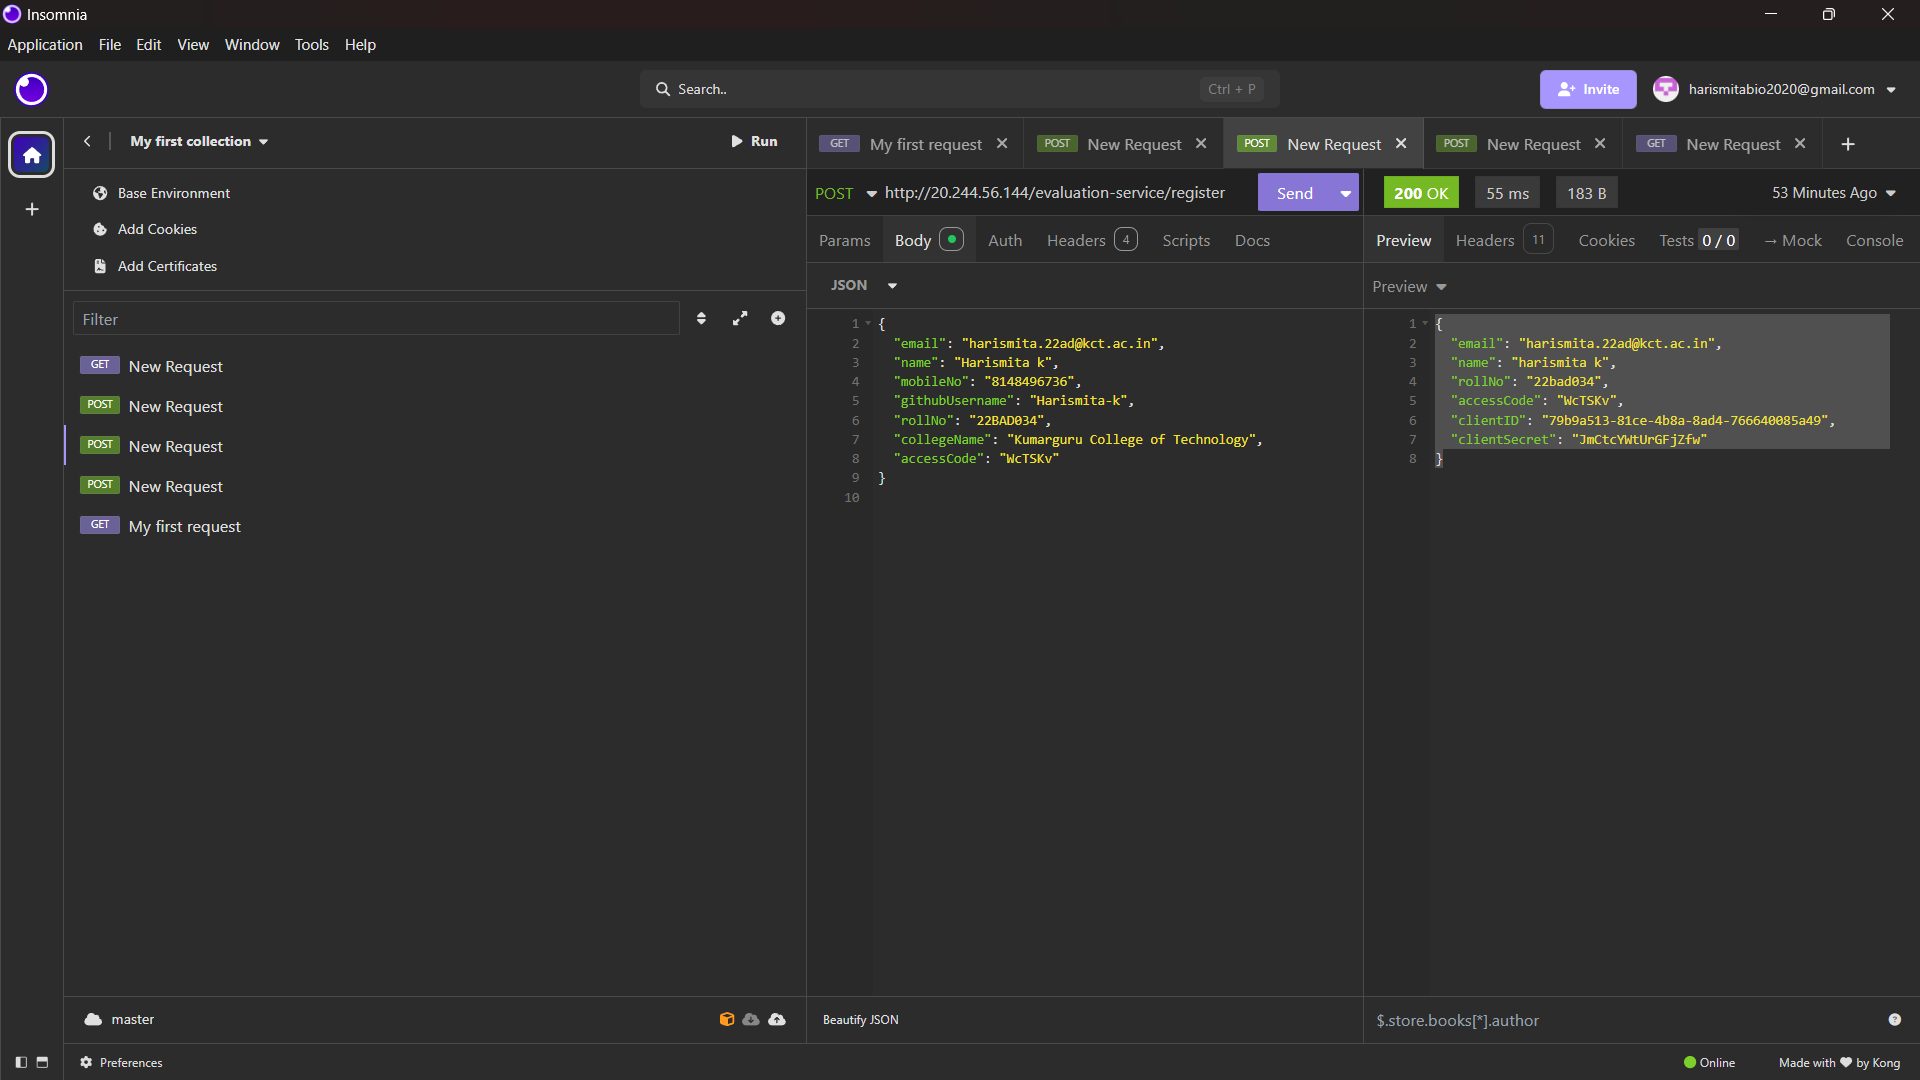 Insomnia
Application File Edit View Window Tools Help
Search.. Ctrl + P
Invite
harismitabio2020@gmail.com
My first collection
Run
Base Environment
Add Cookies
Add Certificates
Filter
GET New Request
POST New Request
POST New Request
POST New Request
GET My first request
master
Preferences
GET My first request
POST New Request
POST New Request
POST New Request
GET New Request
POST http://20.244.56.144/evaluation-service/register
Send
Params Body Auth Headers 4 Scripts Docs
JSON
1 {
2 "email": "harismita.22ad@kct.ac.in",
3 "name": "Harismita k",
4 "mobileNo": "8148496736",
5 "githubUsername": "Harismita-k",
6 "rollNo": "22BAD034",
7 "collegeName": "Kumarguru College of Technology",
8 "accessCode": "WcTSKv"
9 }
10
Beautify JSON
200 OK 55 ms 183 B 53 Minutes Ago
Preview Headers 11 Cookies Tests 0 / 0 → Mock Console
Preview
1 {
2 "email": "harismita.22ad@kct.ac.in",
3 "name": "harismita k",
4 "rollNo": "22bad034",
5 "accessCode": "WcTSKv",
6 "clientID": "79b9a513-81ce-4b8a-8ad4-766640085a49",
7 "clientSecret": "JmCtcYWtUrGFjZfw"
8 }
$.store.books[*].author
Online
Made with ♥ by Kong